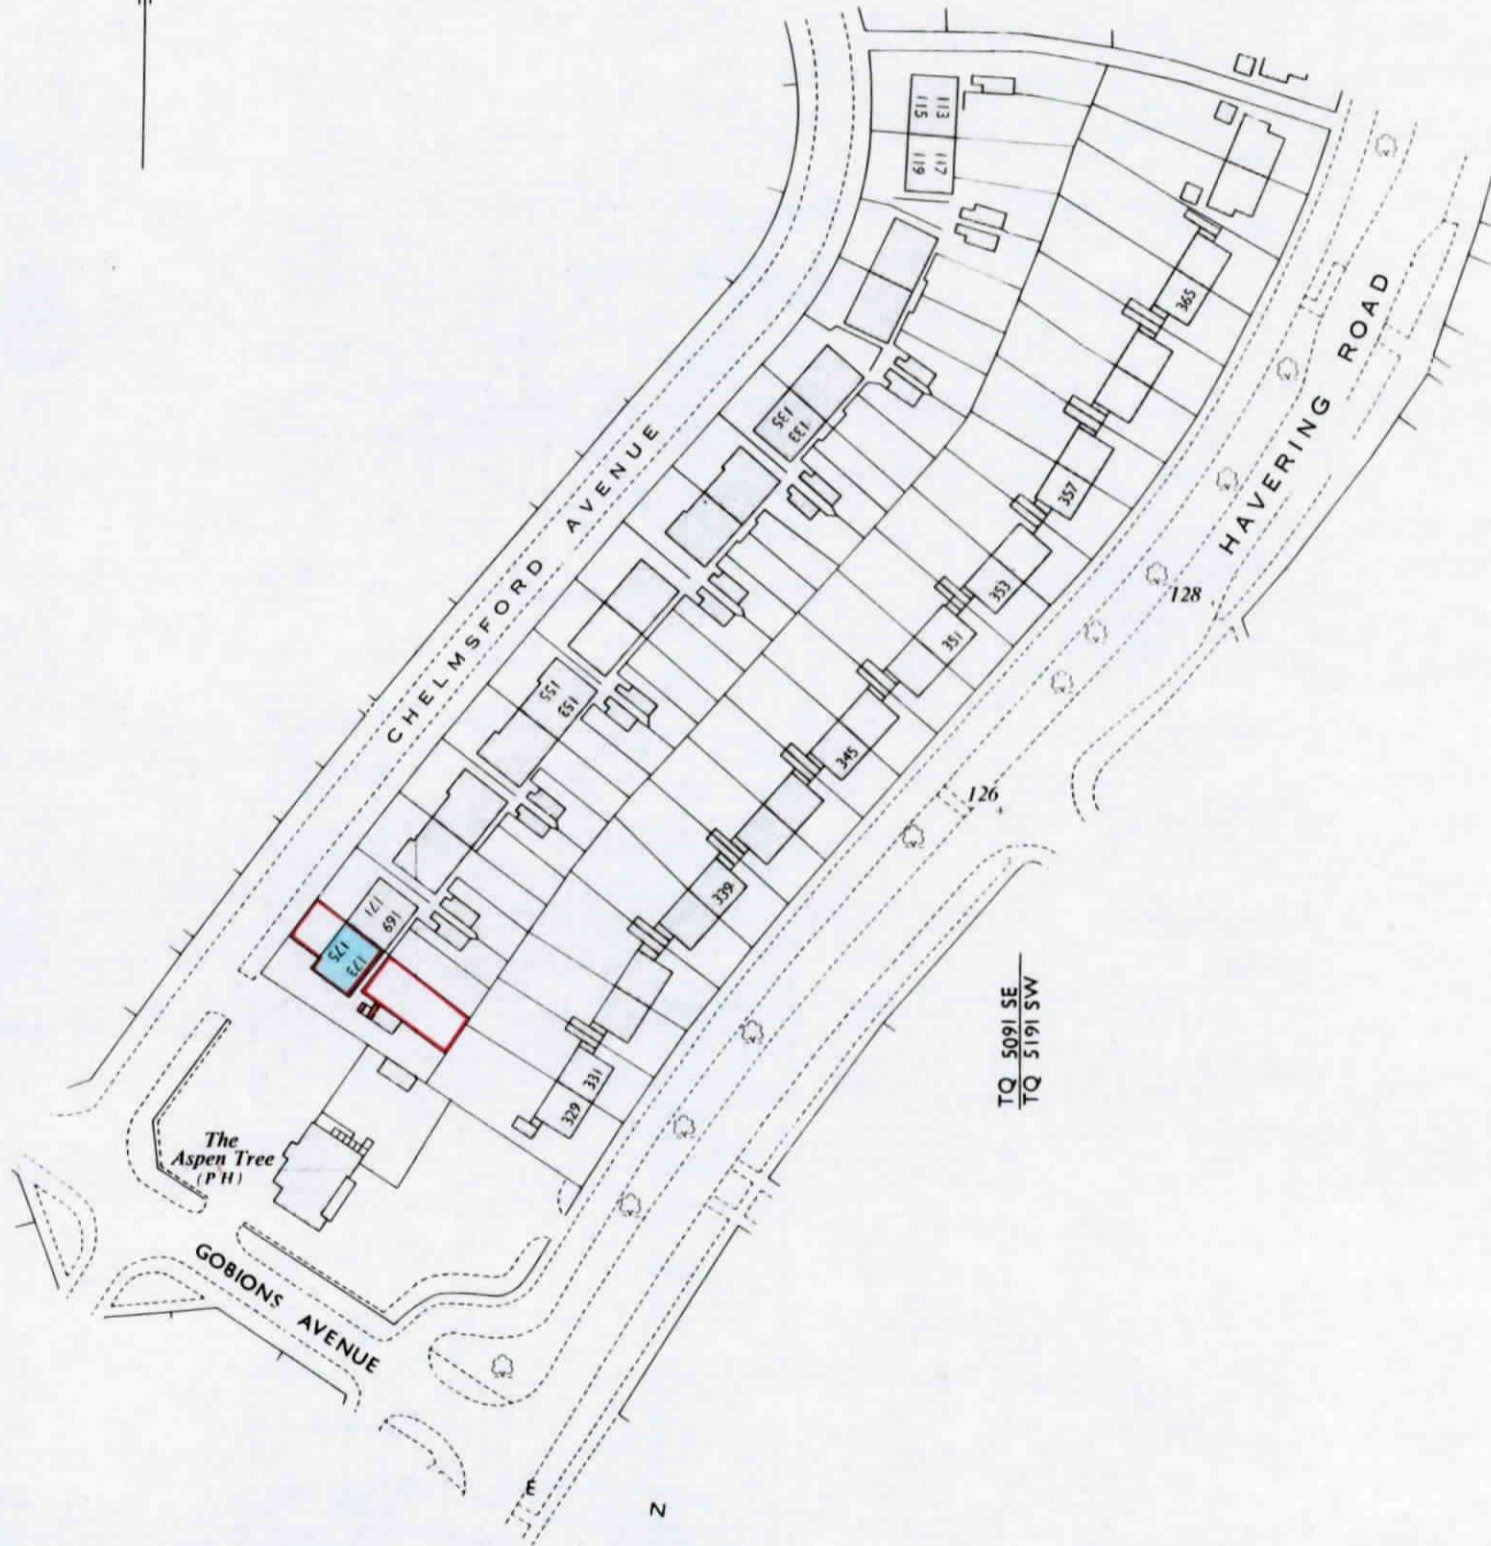 113
115
117
119
135
133
155
153
171
169
175
173
365
357
353
351
345
339
331
329
CHELMSFORD AVENUE
HAVERING ROAD
128
126
TQ 5091 SE
TQ 5191 SW
The
Aspen Tree
(P H)
GOBIONS AVENUE
E
N